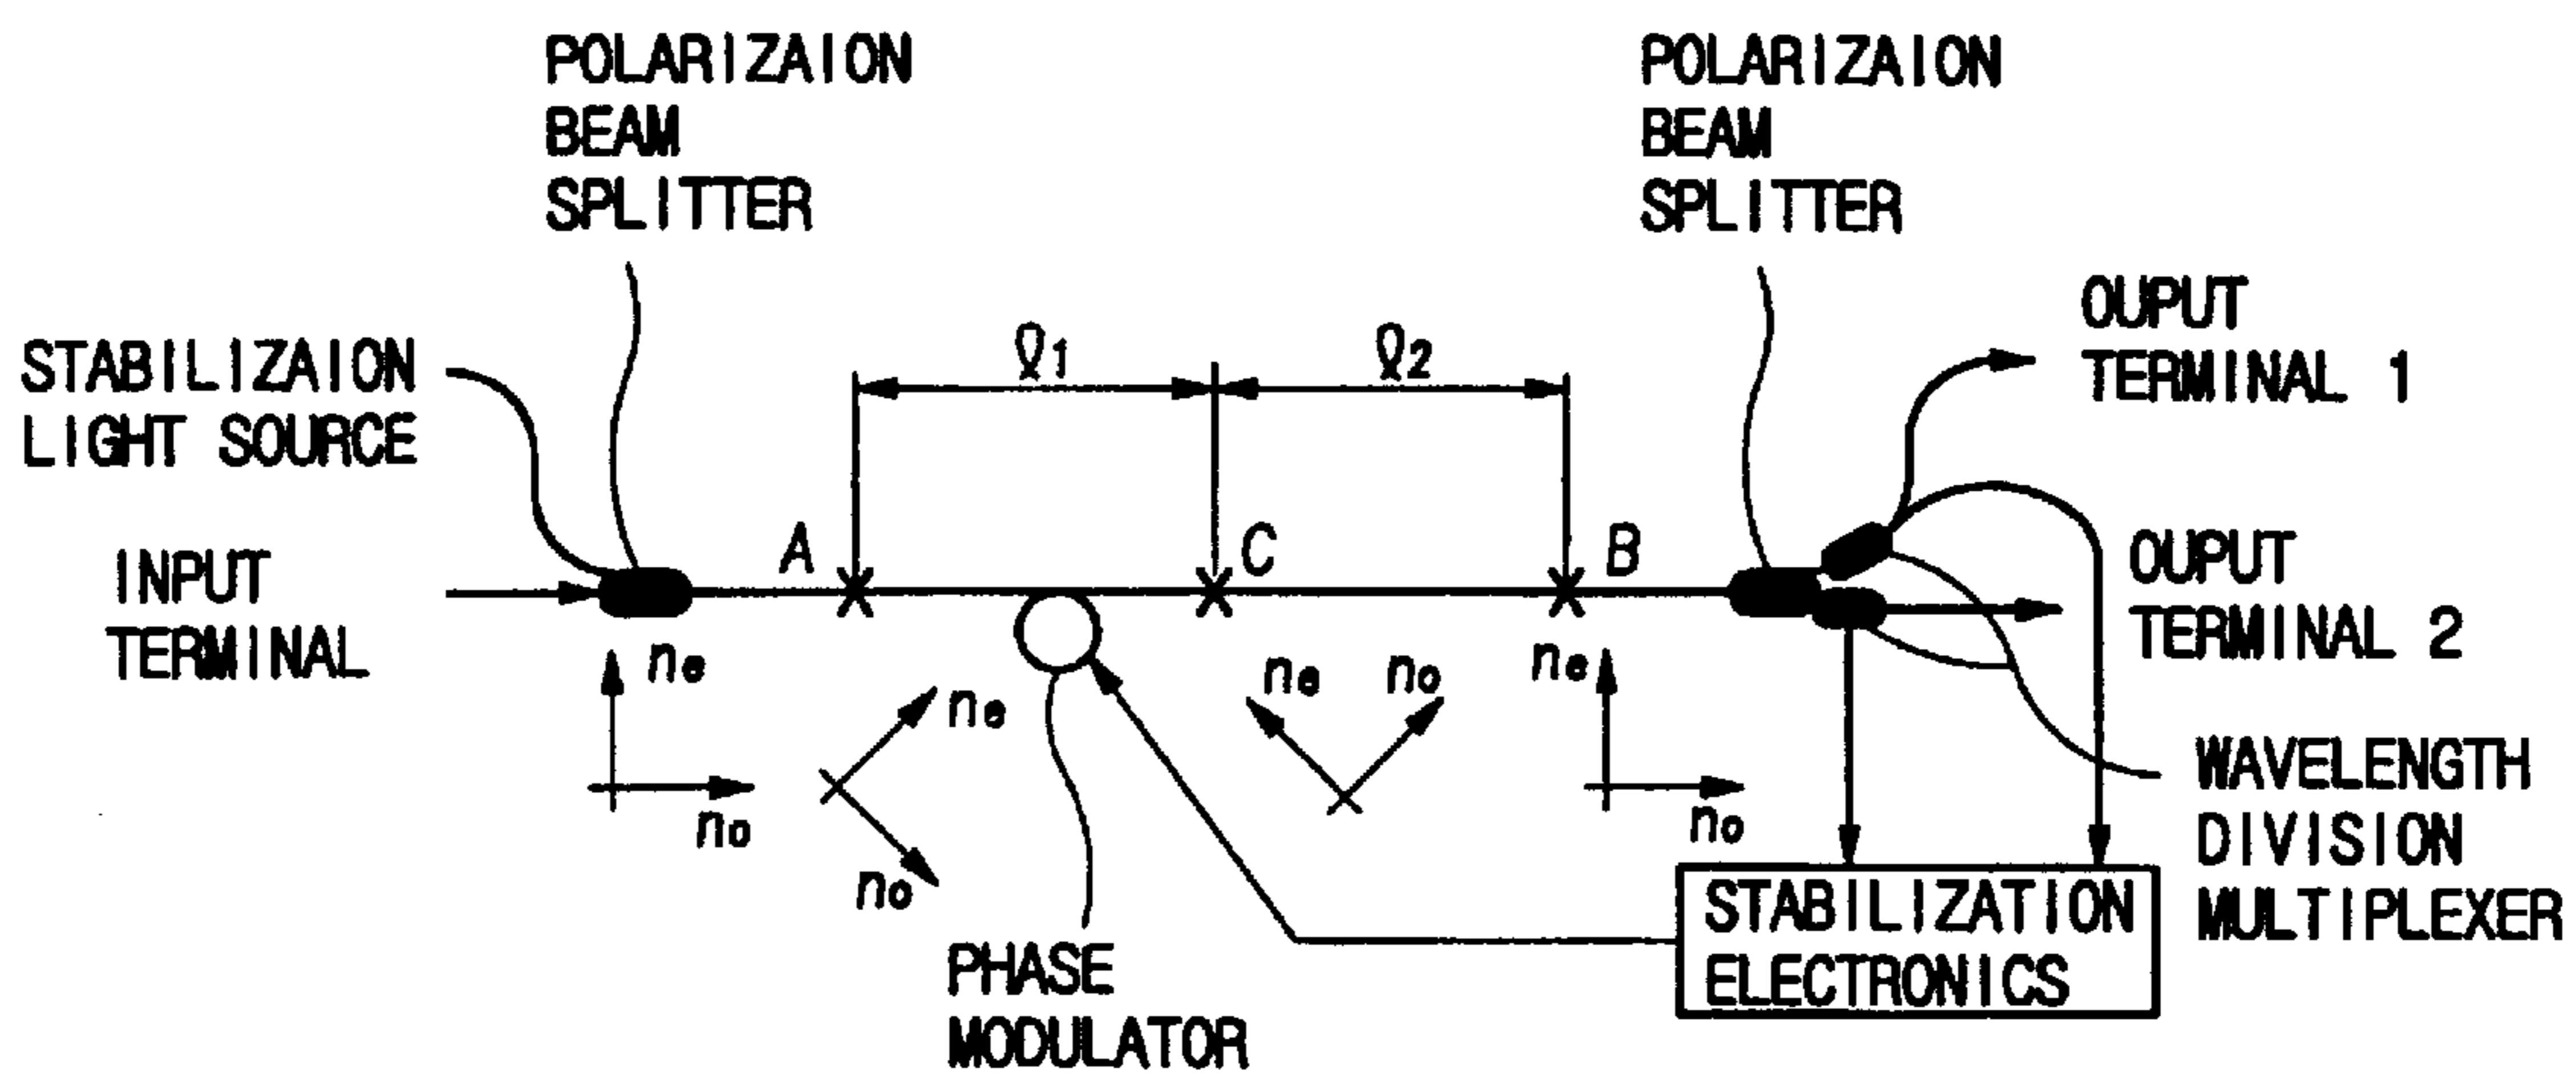 POLARIZAION
BEAM
SPLITTER
POLARIZAION
BEAM
SPLITTER
STABILIZAION
LIGHT SOURCE
ℓ1
ℓ2
OUPUT
TERMINAL 1
INPUT
TERMINAL
A
C
B
OUPUT
TERMINAL 2
ne
no
ne
no
ne
no
ne
no
PHASE
MODULATOR
STABILIZATION
ELECTRONICS
WAVELENGTH
DIVISION
MULTIPLEXER